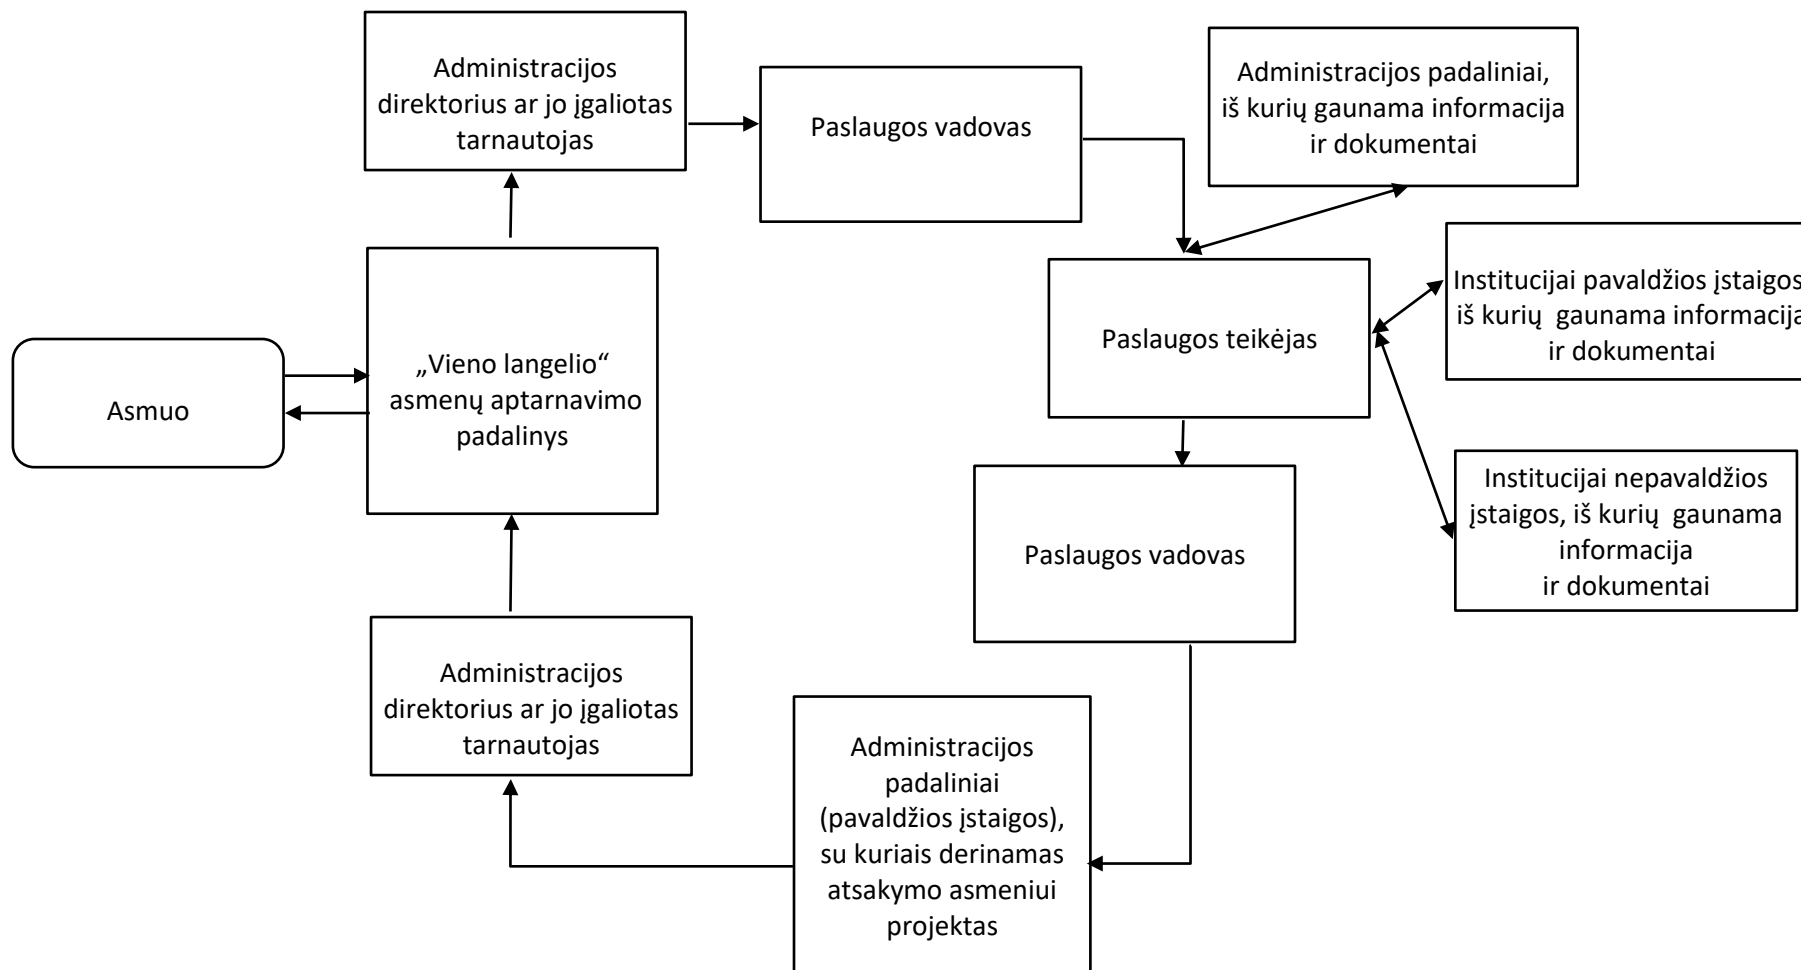 Administracijos
direktorius ar jo įgaliotas
tarnautojas
Paslaugos vadovas
Administracijos padaliniai,
iš kurių gaunama informacija
ir dokumentai
Institucijai pavaldžios įstaigos
iš kurių gaunama informacija
ir dokumentai
Paslaugos teikėjas
„Vieno langelio“
asmenų aptarnavimo
padalinys
Asmuo
Institucijai nepavaldžios
įstaigos, iš kurių gaunama
informacija
ir dokumentai
Paslaugos vadovas
Administracijos
direktorius ar jo įgaliotas
tarnautojas
Administracijos
padaliniai
(pavaldžios įstaigos),
su kuriais derinamas
atsakymo asmeniui
projektas